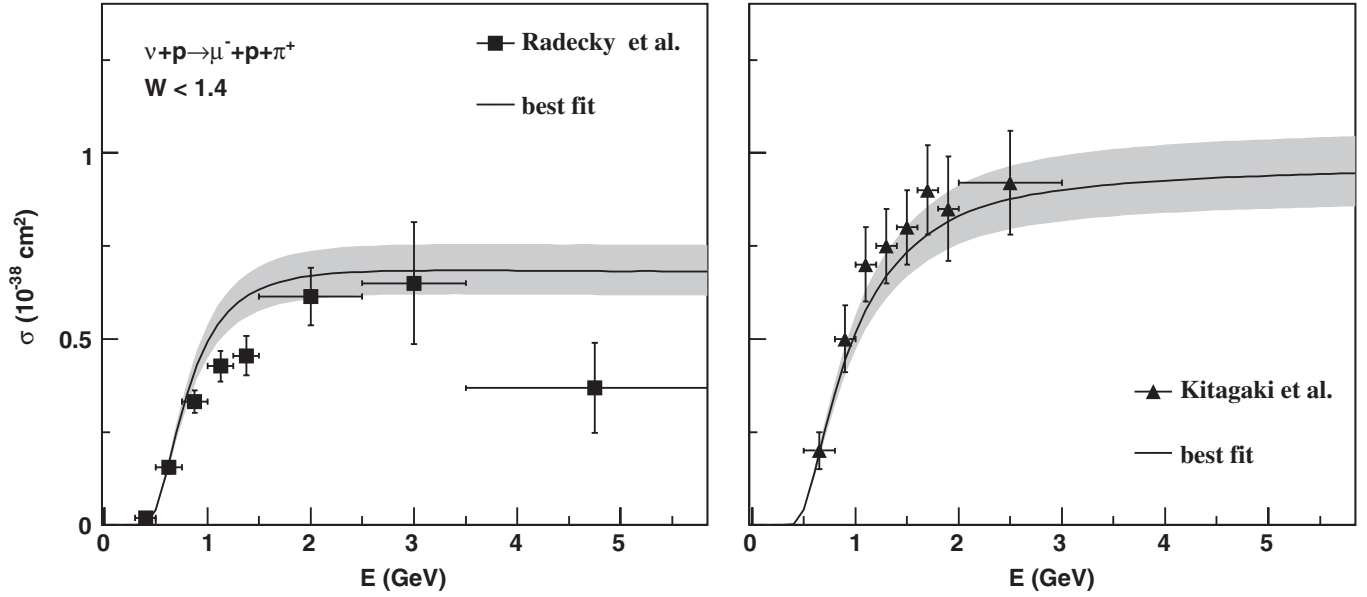 ν+p→μ⁻+p+π⁺
W < 1.4
Radecky et al.
best fit
1
0.5
0
σ (10⁻³⁸ cm²)
0 1 2 3 4 5
E (GeV)
Kitagaki et al.
best fit
0 1 2 3 4 5
E (GeV)